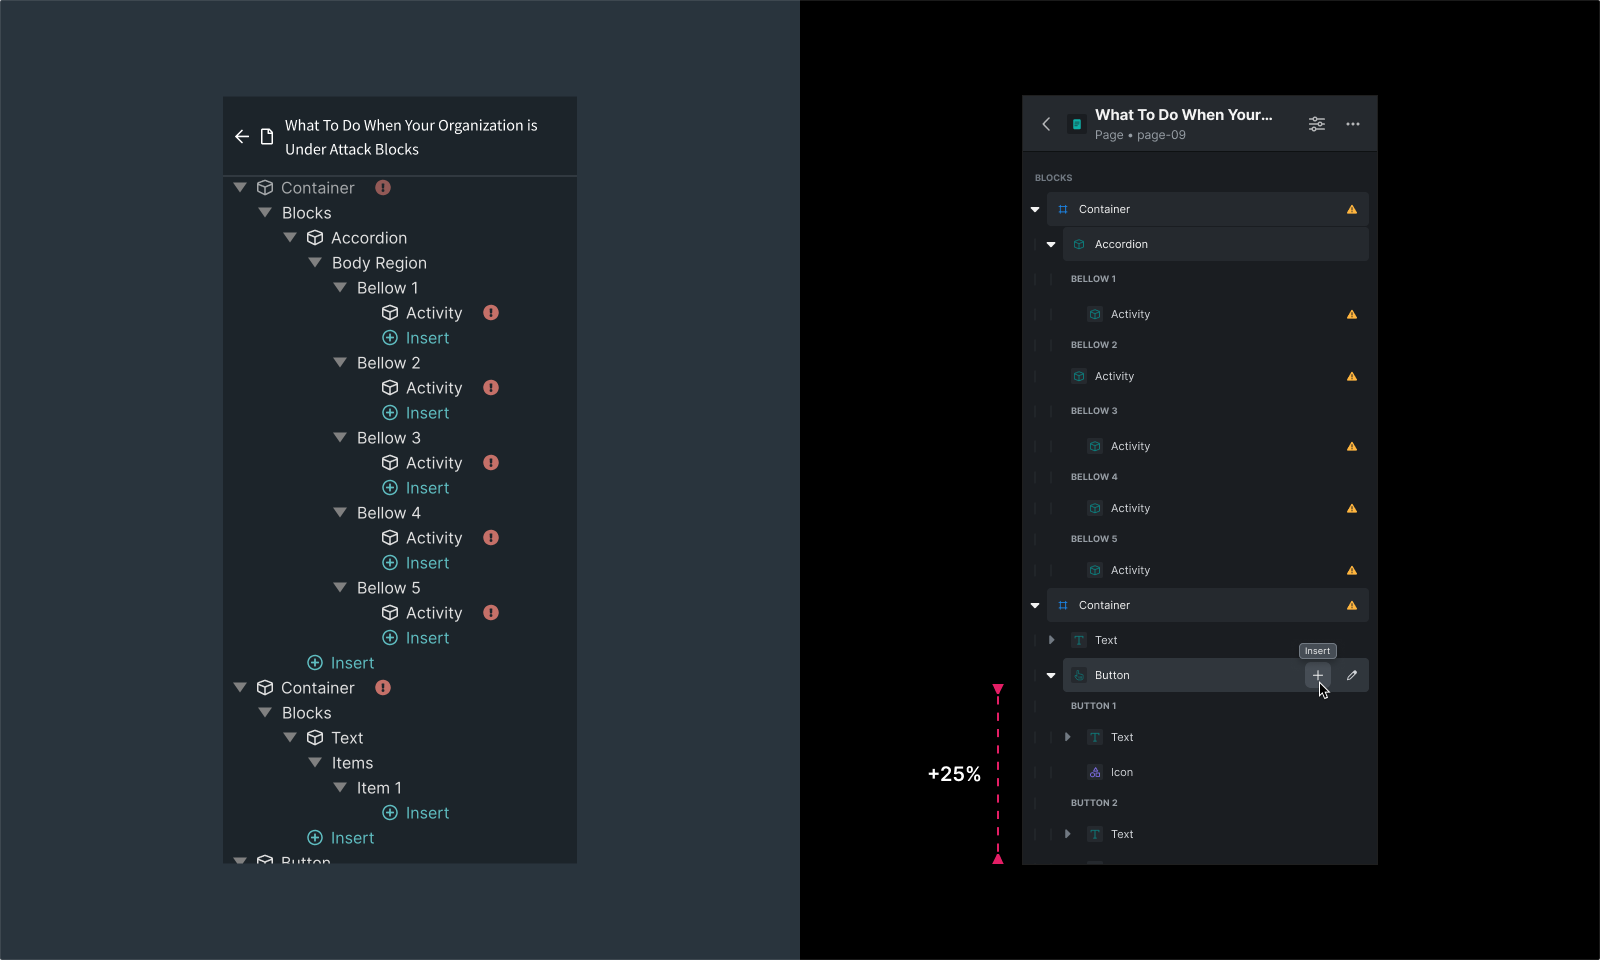 What To Do When Your Organization is
Under Attack Blocks
Container
Blocks
Accordion
Body Region
Bellow 1
Activity
Insert
Bellow 2
Activity
Insert
Bellow 3
Activity
Insert
Bellow 4
Activity
Insert
Bellow 5
Activity
Insert
Insert
Container
Blocks
Text
Items
Item 1
Insert
Insert
Button
What To Do When Your...
Page • page-09
BLOCKS
Container
Accordion
BELLOW 1
Activity
BELLOW 2
Activity
BELLOW 3
Activity
BELLOW 4
Activity
BELLOW 5
Activity
Container
Text
Insert
Button
BUTTON 1
Text
Icon
BUTTON 2
Text
+25%